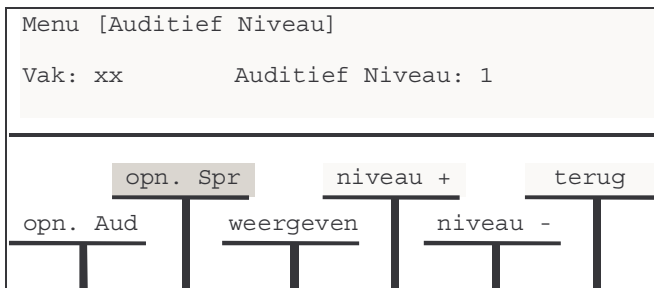 Menu [Auditief Niveau]
Vak: xx Auditief Niveau: 1
opn. Spr niveau + terug
opn. Aud weergeven niveau -